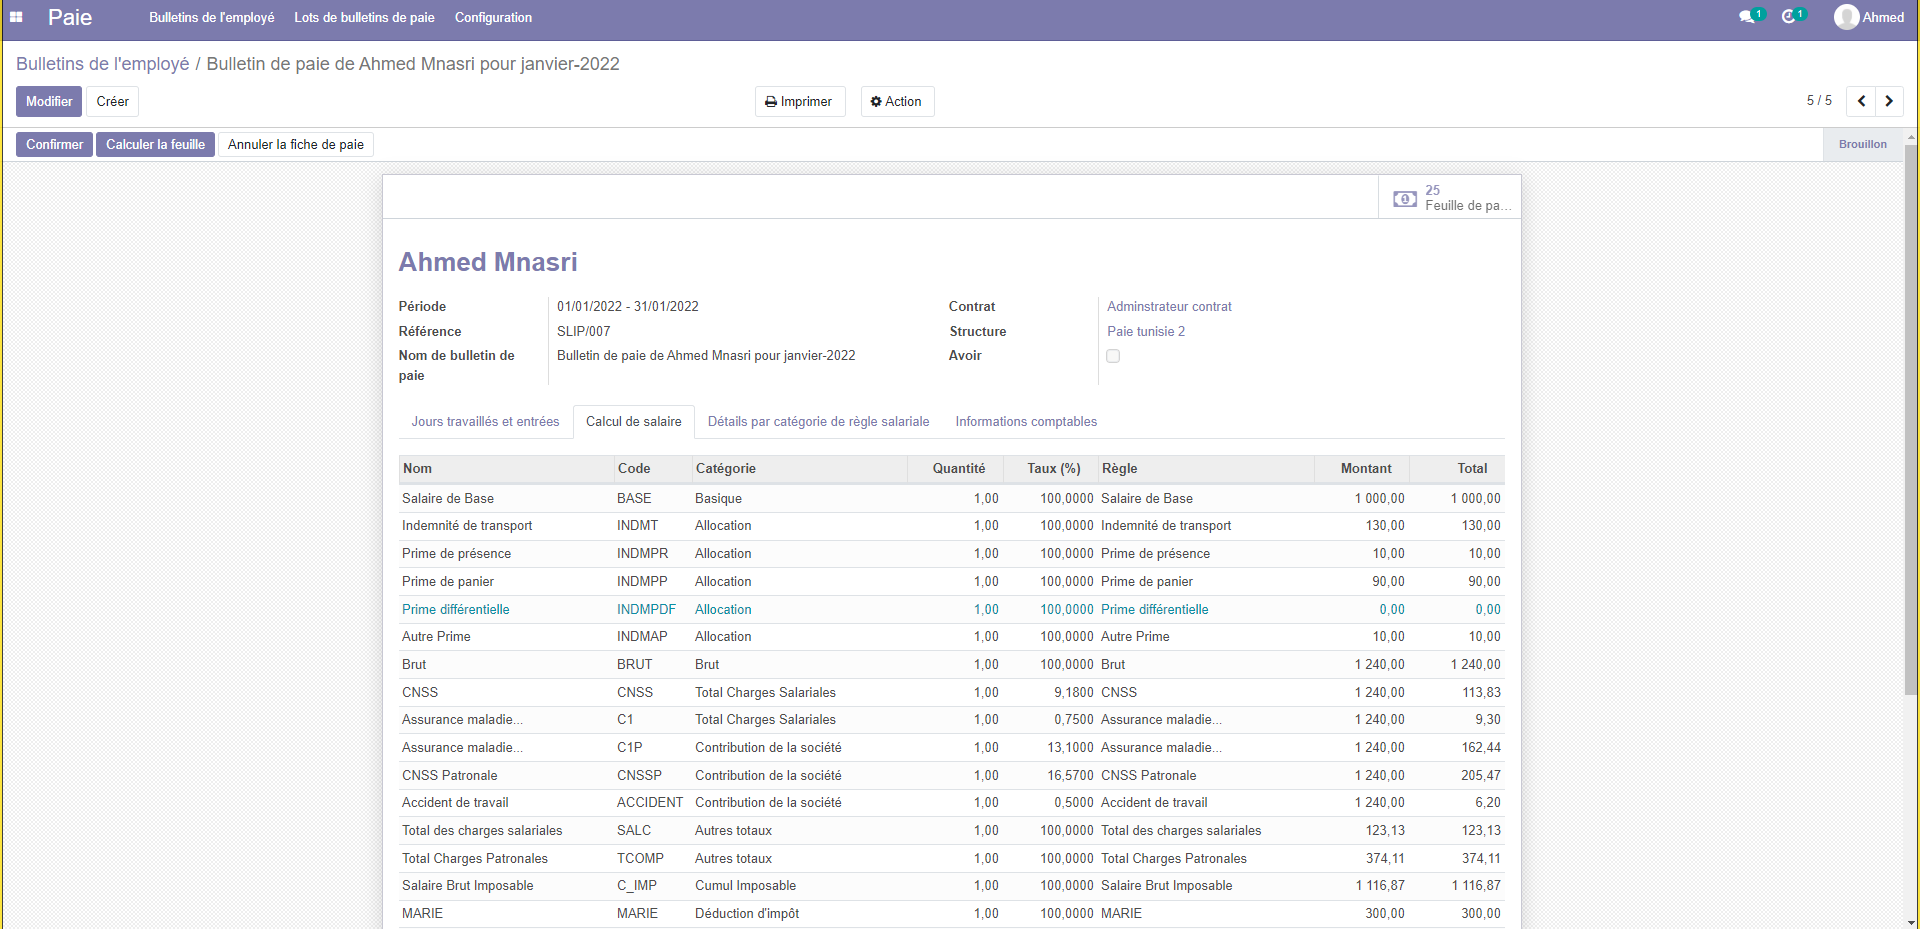 Paie Bulletins de l'employé Lots de bulletins de paie Configuration 1 1 Ahmed
Bulletins de l'employé / Bulletin de paie de Ahmed Mnasri pour janvier-2022
Modifier Créer Imprimer Action 5 / 5
Confirmer Calculer la feuille Annuler la fiche de paie Brouillon
25
Feuille de pa...
Ahmed Mnasri
Période 01/01/2022 - 31/01/2022 Contrat Adminstrateur contrat
Référence SLIP/007 Structure Paie tunisie 2
Nom de bulletin de Bulletin de paie de Ahmed Mnasri pour janvier-2022 Avoir
paie
Jours travaillés et entrées Calcul de salaire Détails par catégorie de règle salariale Informations comptables
Nom Code Catégorie Quantité Taux (%) Règle Montant Total
Salaire de Base BASE Basique 1,00 100,0000 Salaire de Base 1 000,00 1 000,00
Indemnité de transport INDMT Allocation 1,00 100,0000 Indemnité de transport 130,00 130,00
Prime de présence INDMPR Allocation 1,00 100,0000 Prime de présence 10,00 10,00
Prime de panier INDMPP Allocation 1,00 100,0000 Prime de panier 90,00 90,00
Prime différentielle INDMPDF Allocation 1,00 100,0000 Prime différentielle 0,00 0,00
Autre Prime INDMAP Allocation 1,00 100,0000 Autre Prime 10,00 10,00
Brut BRUT Brut 1,00 100,0000 Brut 1 240,00 1 240,00
CNSS CNSS Total Charges Salariales 1,00 9,1800 CNSS 1 240,00 113,83
Assurance maladie... C1 Total Charges Salariales 1,00 0,7500 Assurance maladie... 1 240,00 9,30
Assurance maladie... C1P Contribution de la société 1,00 13,1000 Assurance maladie... 1 240,00 162,44
CNSS Patronale CNSSP Contribution de la société 1,00 16,5700 CNSS Patronale 1 240,00 205,47
Accident de travail ACCIDENT Contribution de la société 1,00 0,5000 Accident de travail 1 240,00 6,20
Total des charges salariales SALC Autres totaux 1,00 100,0000 Total des charges salariales 123,13 123,13
Total Charges Patronales TCOMP Autres totaux 1,00 100,0000 Total Charges Patronales 374,11 374,11
Salaire Brut Imposable C_IMP Cumul Imposable 1,00 100,0000 Salaire Brut Imposable 1 116,87 1 116,87
MARIE MARIE Déduction d'impôt 1,00 100,0000 MARIE 300,00 300,00